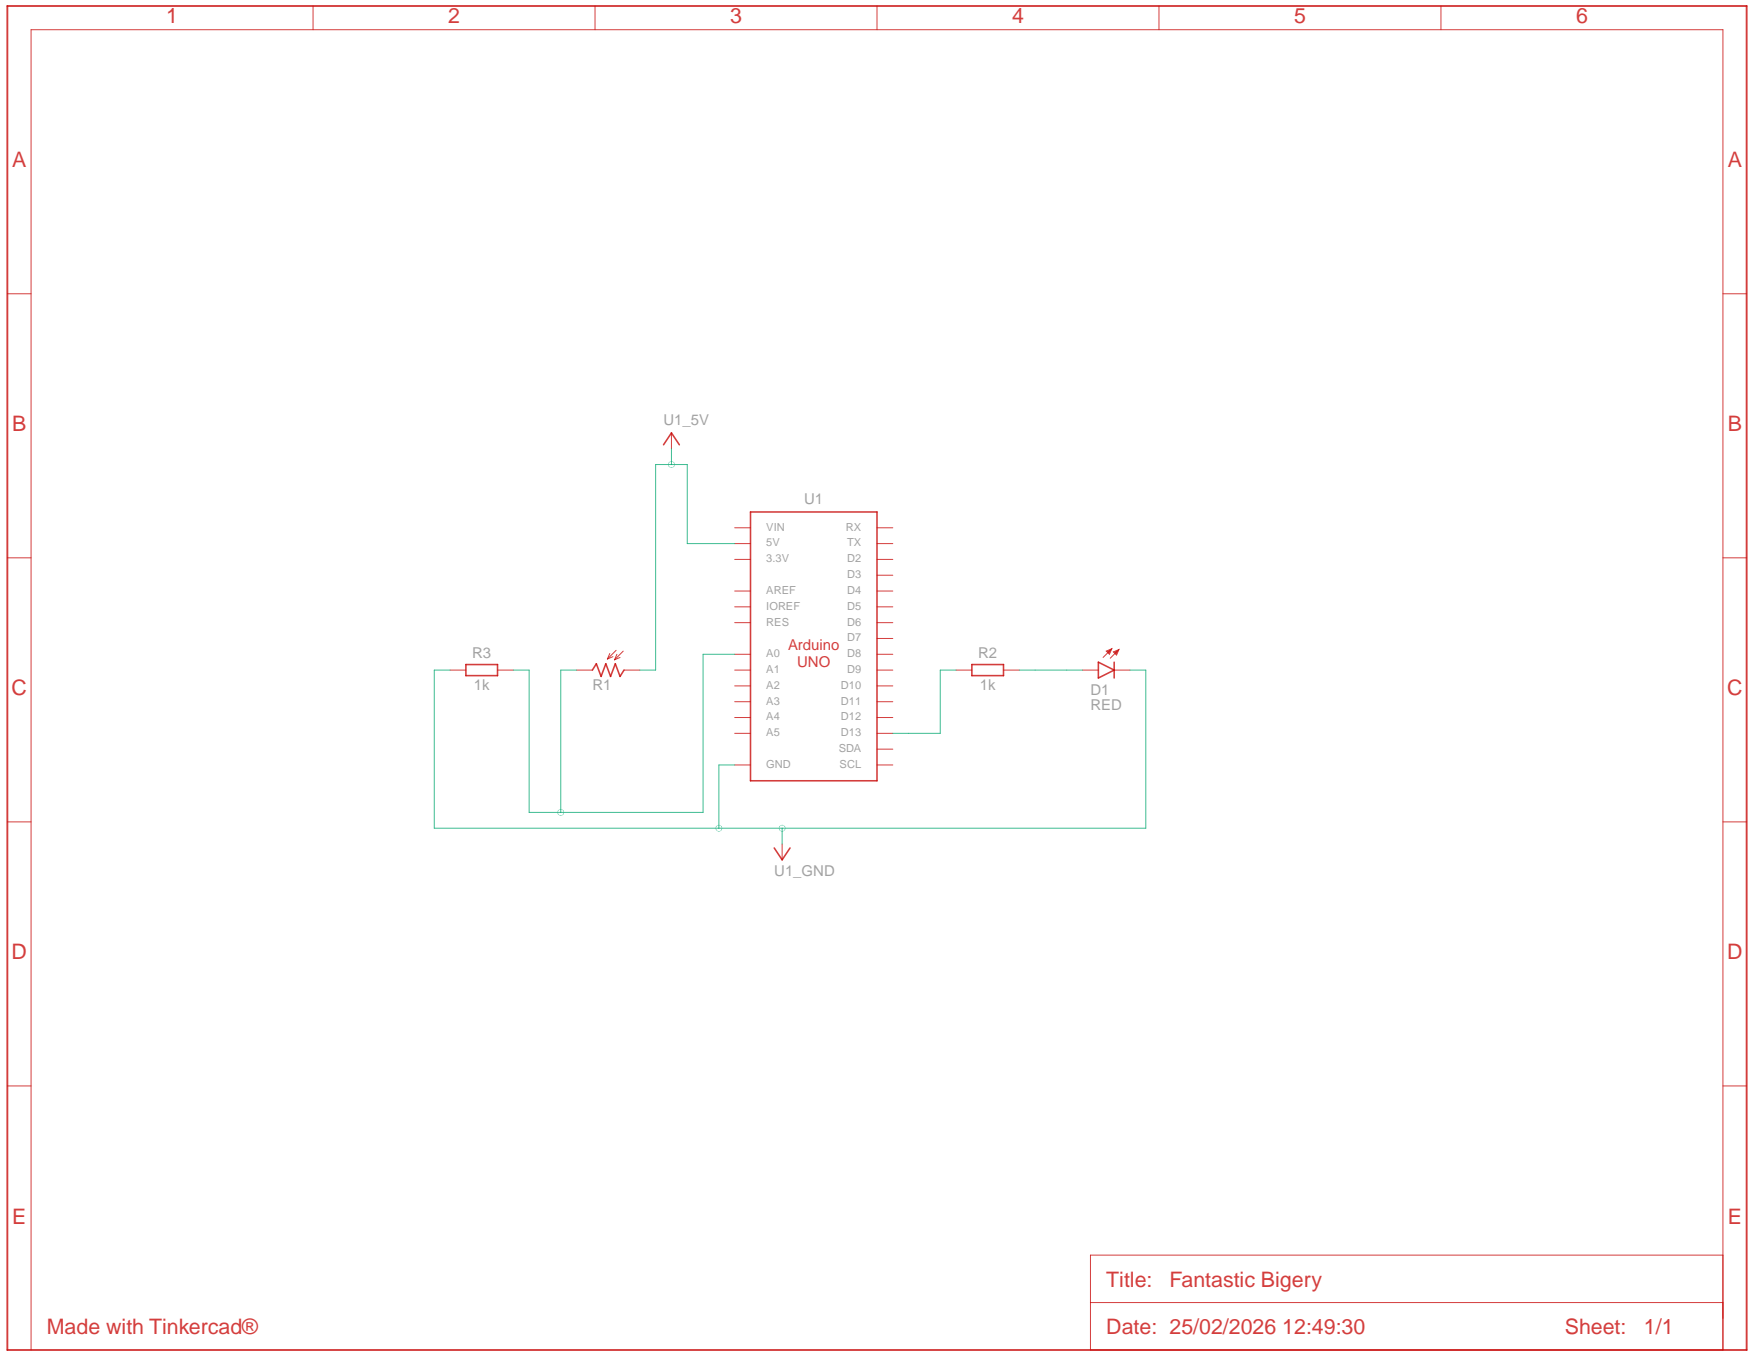 1 2 3 4 5 6
A A
B B
U1_5V
U1
VIN RX
5V TX
3.3V D2
D3
AREF D4
IOREF D5
RES D6
D7
A0 D8
A1 D9
A2 D10
A3 D11
A4 D12
A5 D13
SDA
GND SCL
Arduino
UNO
R3
1k
R1
R2
1k
D1
RED
C C
U1_GND
D D
E E
Title: Fantastic Bigery
Date: 25/02/2026 12:49:30 Sheet: 1/1
Made with Tinkercad®